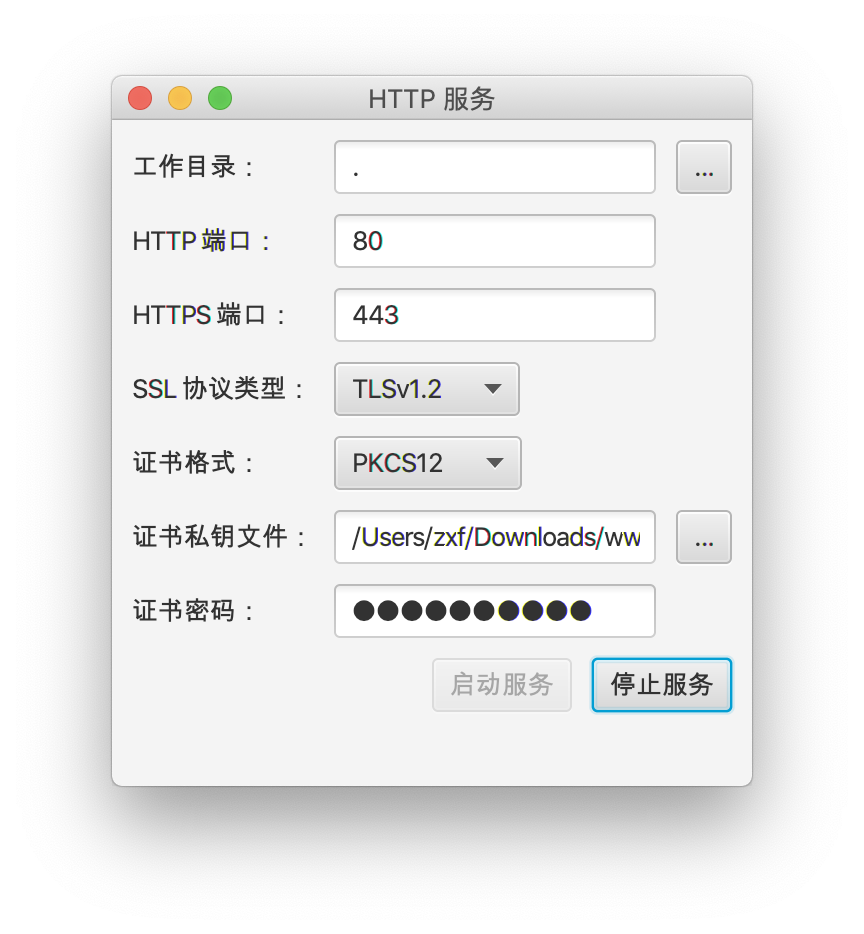 HTTP 服务
工作目录： . ...
HTTP 端口： 80
HTTPS 端口： 443
SSL 协议类型： TLSv1.2
证书格式： PKCS12
证书私钥文件： /Users/zxf/Downloads/ww ...
证书密码： ●●●●●●●●●●
启动服务 停止服务